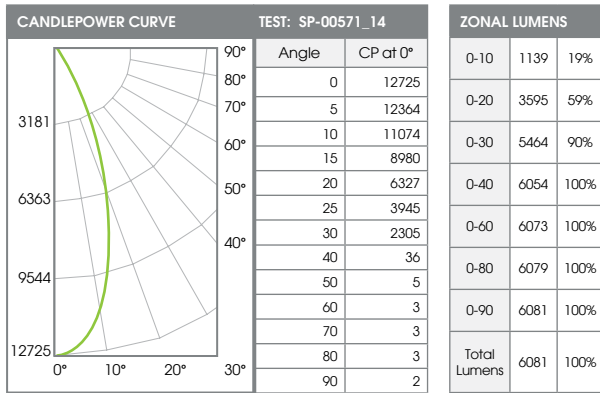 CANDLEPOWER CURVE TEST: SP-00571_14
90°
80°
70°
60°
50°
40°
3181
6363
9544
12725
0° 10° 20° 30°
Angle CP at 0°
0 12725
5 12364
10 11074
15 8980
20 6327
25 3945
30 2305
40 36
50 5
60 3
70 3
80 3
90 2
ZONAL LUMENS
0-10 1139 19%
0-20 3595 59%
0-30 5464 90%
0-40 6054 100%
0-60 6073 100%
0-80 6079 100%
0-90 6081 100%
Total
Lumens 6081 100%